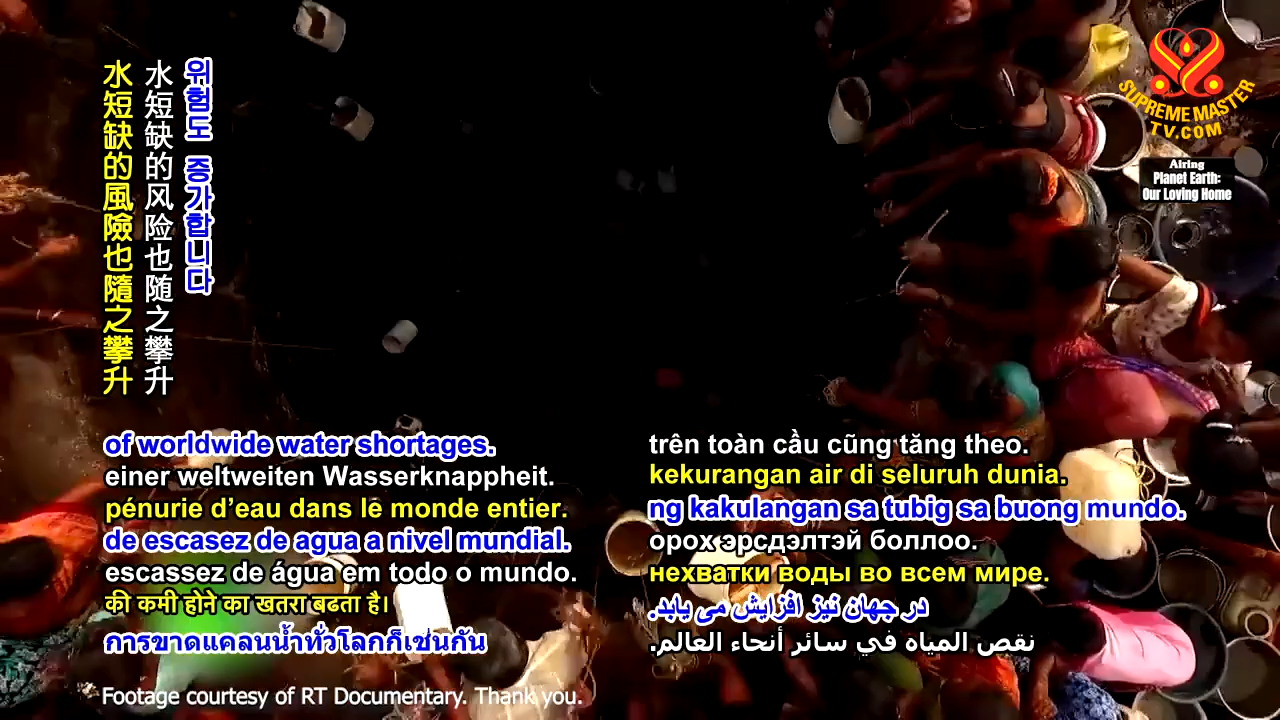 水短缺的風險也隨之攀升
水短缺的风险也随之攀升
위험도 증가합니다
SUPREME MASTER
TV.COM
Airing
Planet Earth:
Our Loving Home
of worldwide water shortages.
einer weltweiten Wasserknappheit.
pénurie d’eau dans le monde entier.
de escasez de agua a nivel mundial.
escassez de água em todo o mundo.
की कमी होने का खतरा बढता है।
การขาดแคลนน้ำทั่วโลกก็เช่นกัน
trên toàn cầu cũng tăng theo.
kekurangan air di seluruh dunia.
ng kakulangan sa tubig sa buong mundo.
орох эрсдэлтэй боллоо.
нехватки воды во всем мире.
در جهان نیز افزایش می یابد.
نقص المياه في سائر أنحاء العالم.
Footage courtesy of RT Documentary. Thank you.